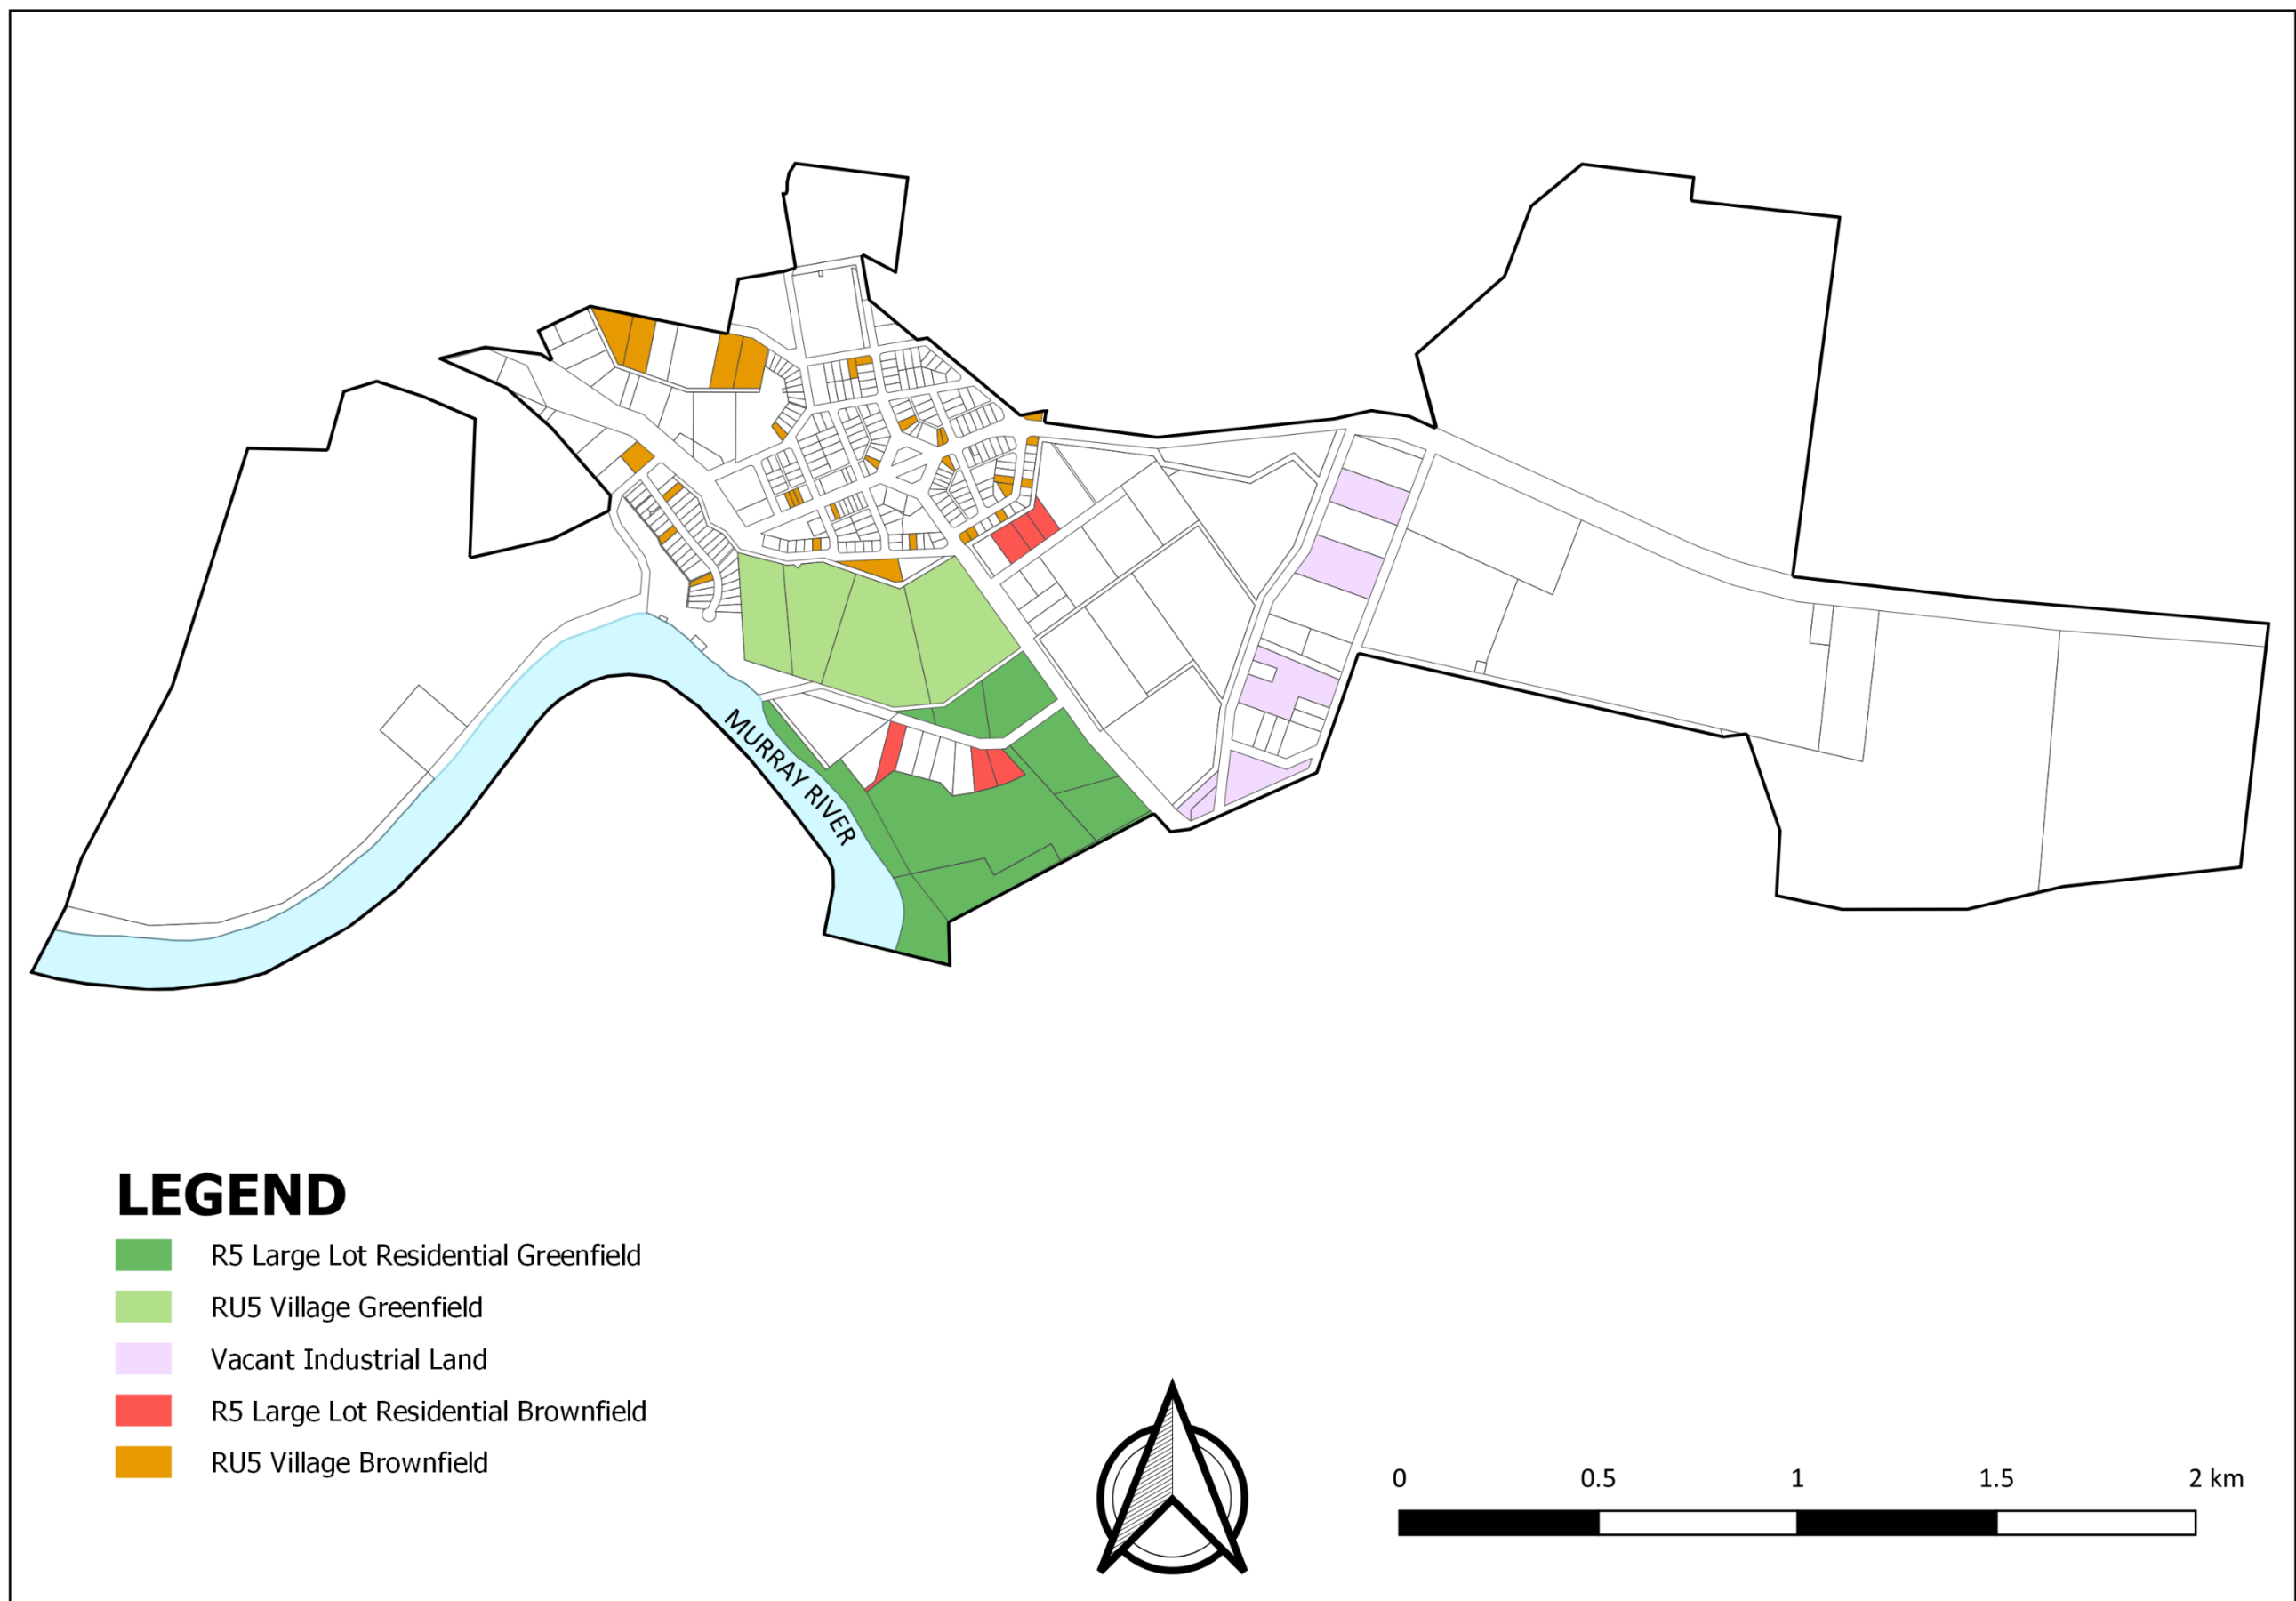 MURRAY RIVER
LEGEND
R5 Large Lot Residential Greenfield
RU5 Village Greenfield
Vacant Industrial Land
R5 Large Lot Residential Brownfield
RU5 Village Brownfield
0 0.5 1 1.5 2 km